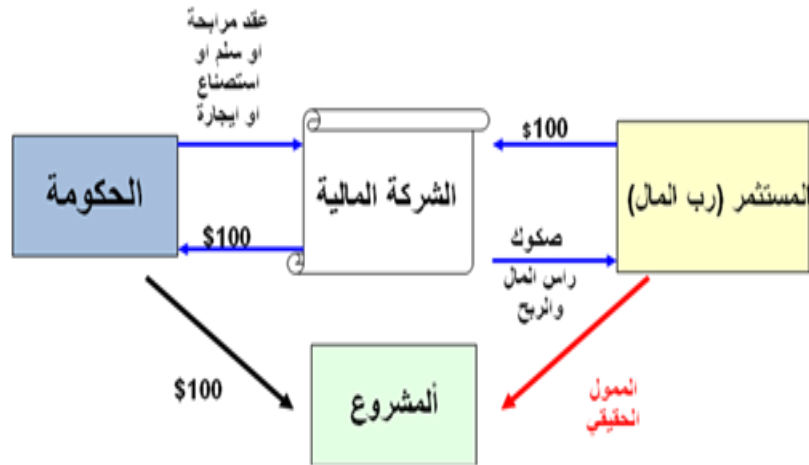 عقد مرابحة
او سلم او
استصناع
او ايجارة
$100
الحكومة
الشركة المالية
المستثمر (رب المال)
$100
صكوك
راس المال
والربح
$100
ألمشروع
الممول
الحقيقي